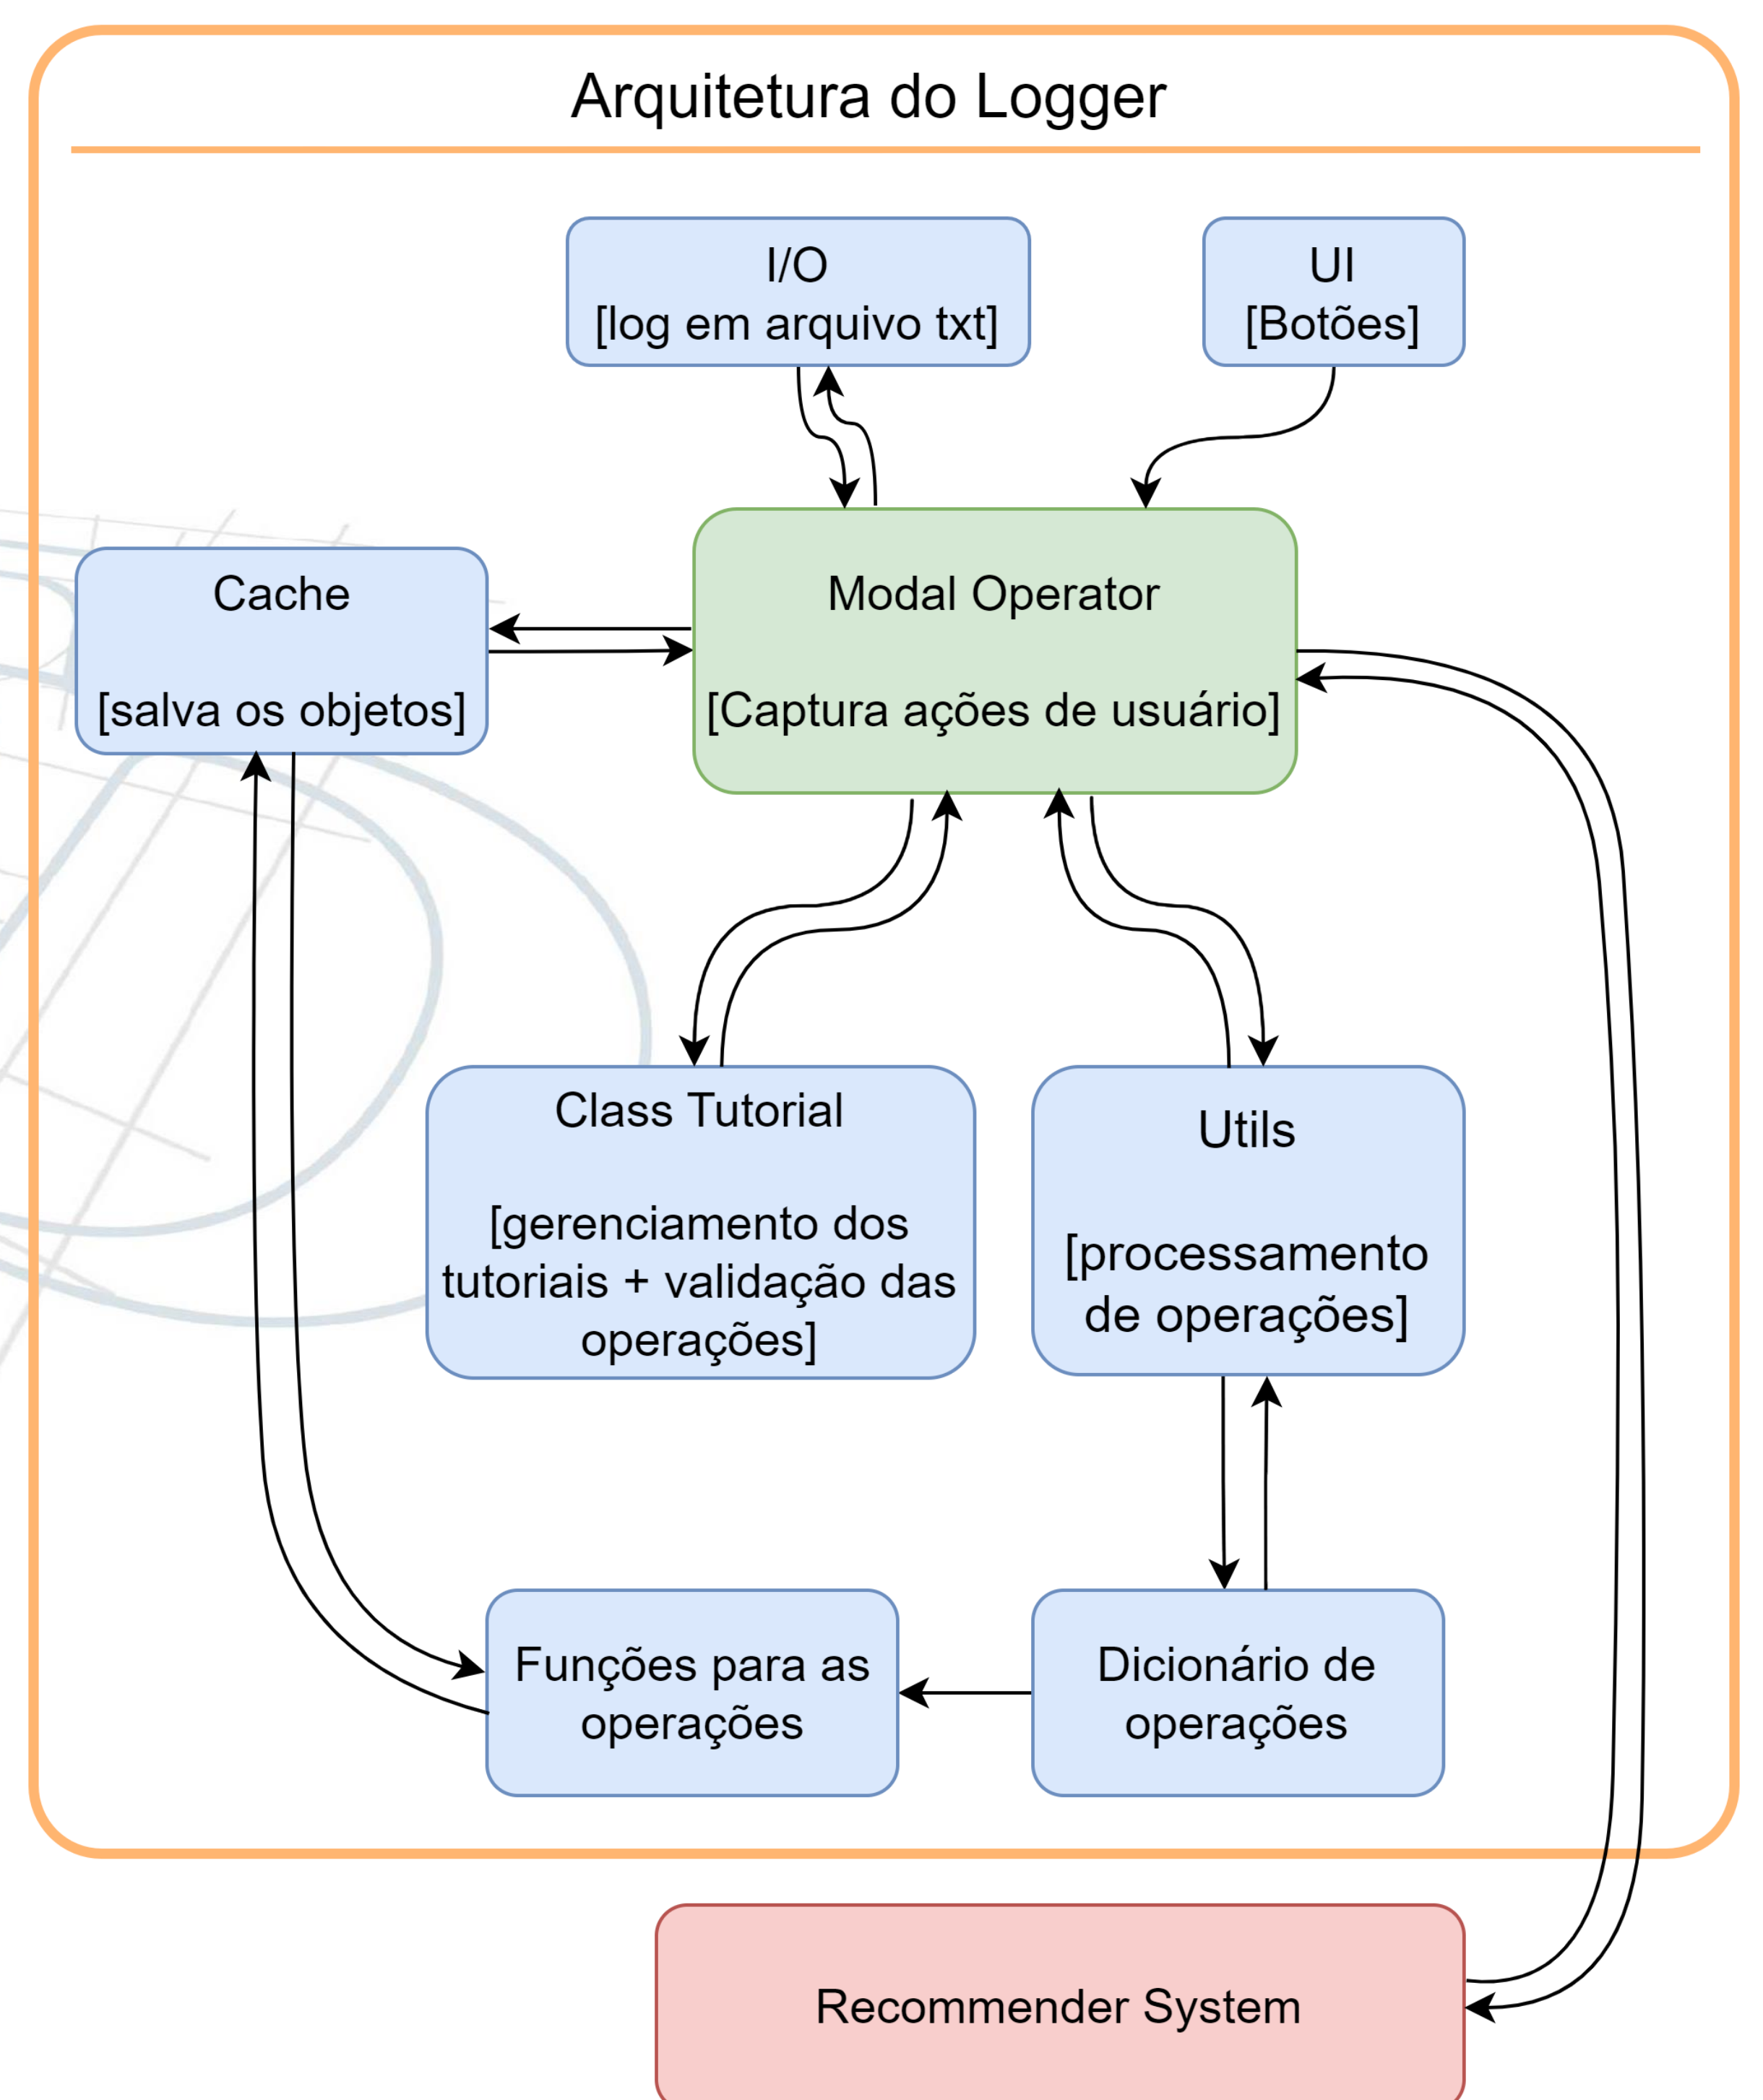 Arquitetura do Logger
I/O
[log em arquivo txt]
UI
[Botões]
Cache
[salva os objetos]
Modal Operator
[Captura ações de usuário]
Class Tutorial
[gerenciamento dos
tutoriais + validação das
operações]
Utils
[processamento
de operações]
Funções para as
operações
Dicionário de
operações
Recommender System